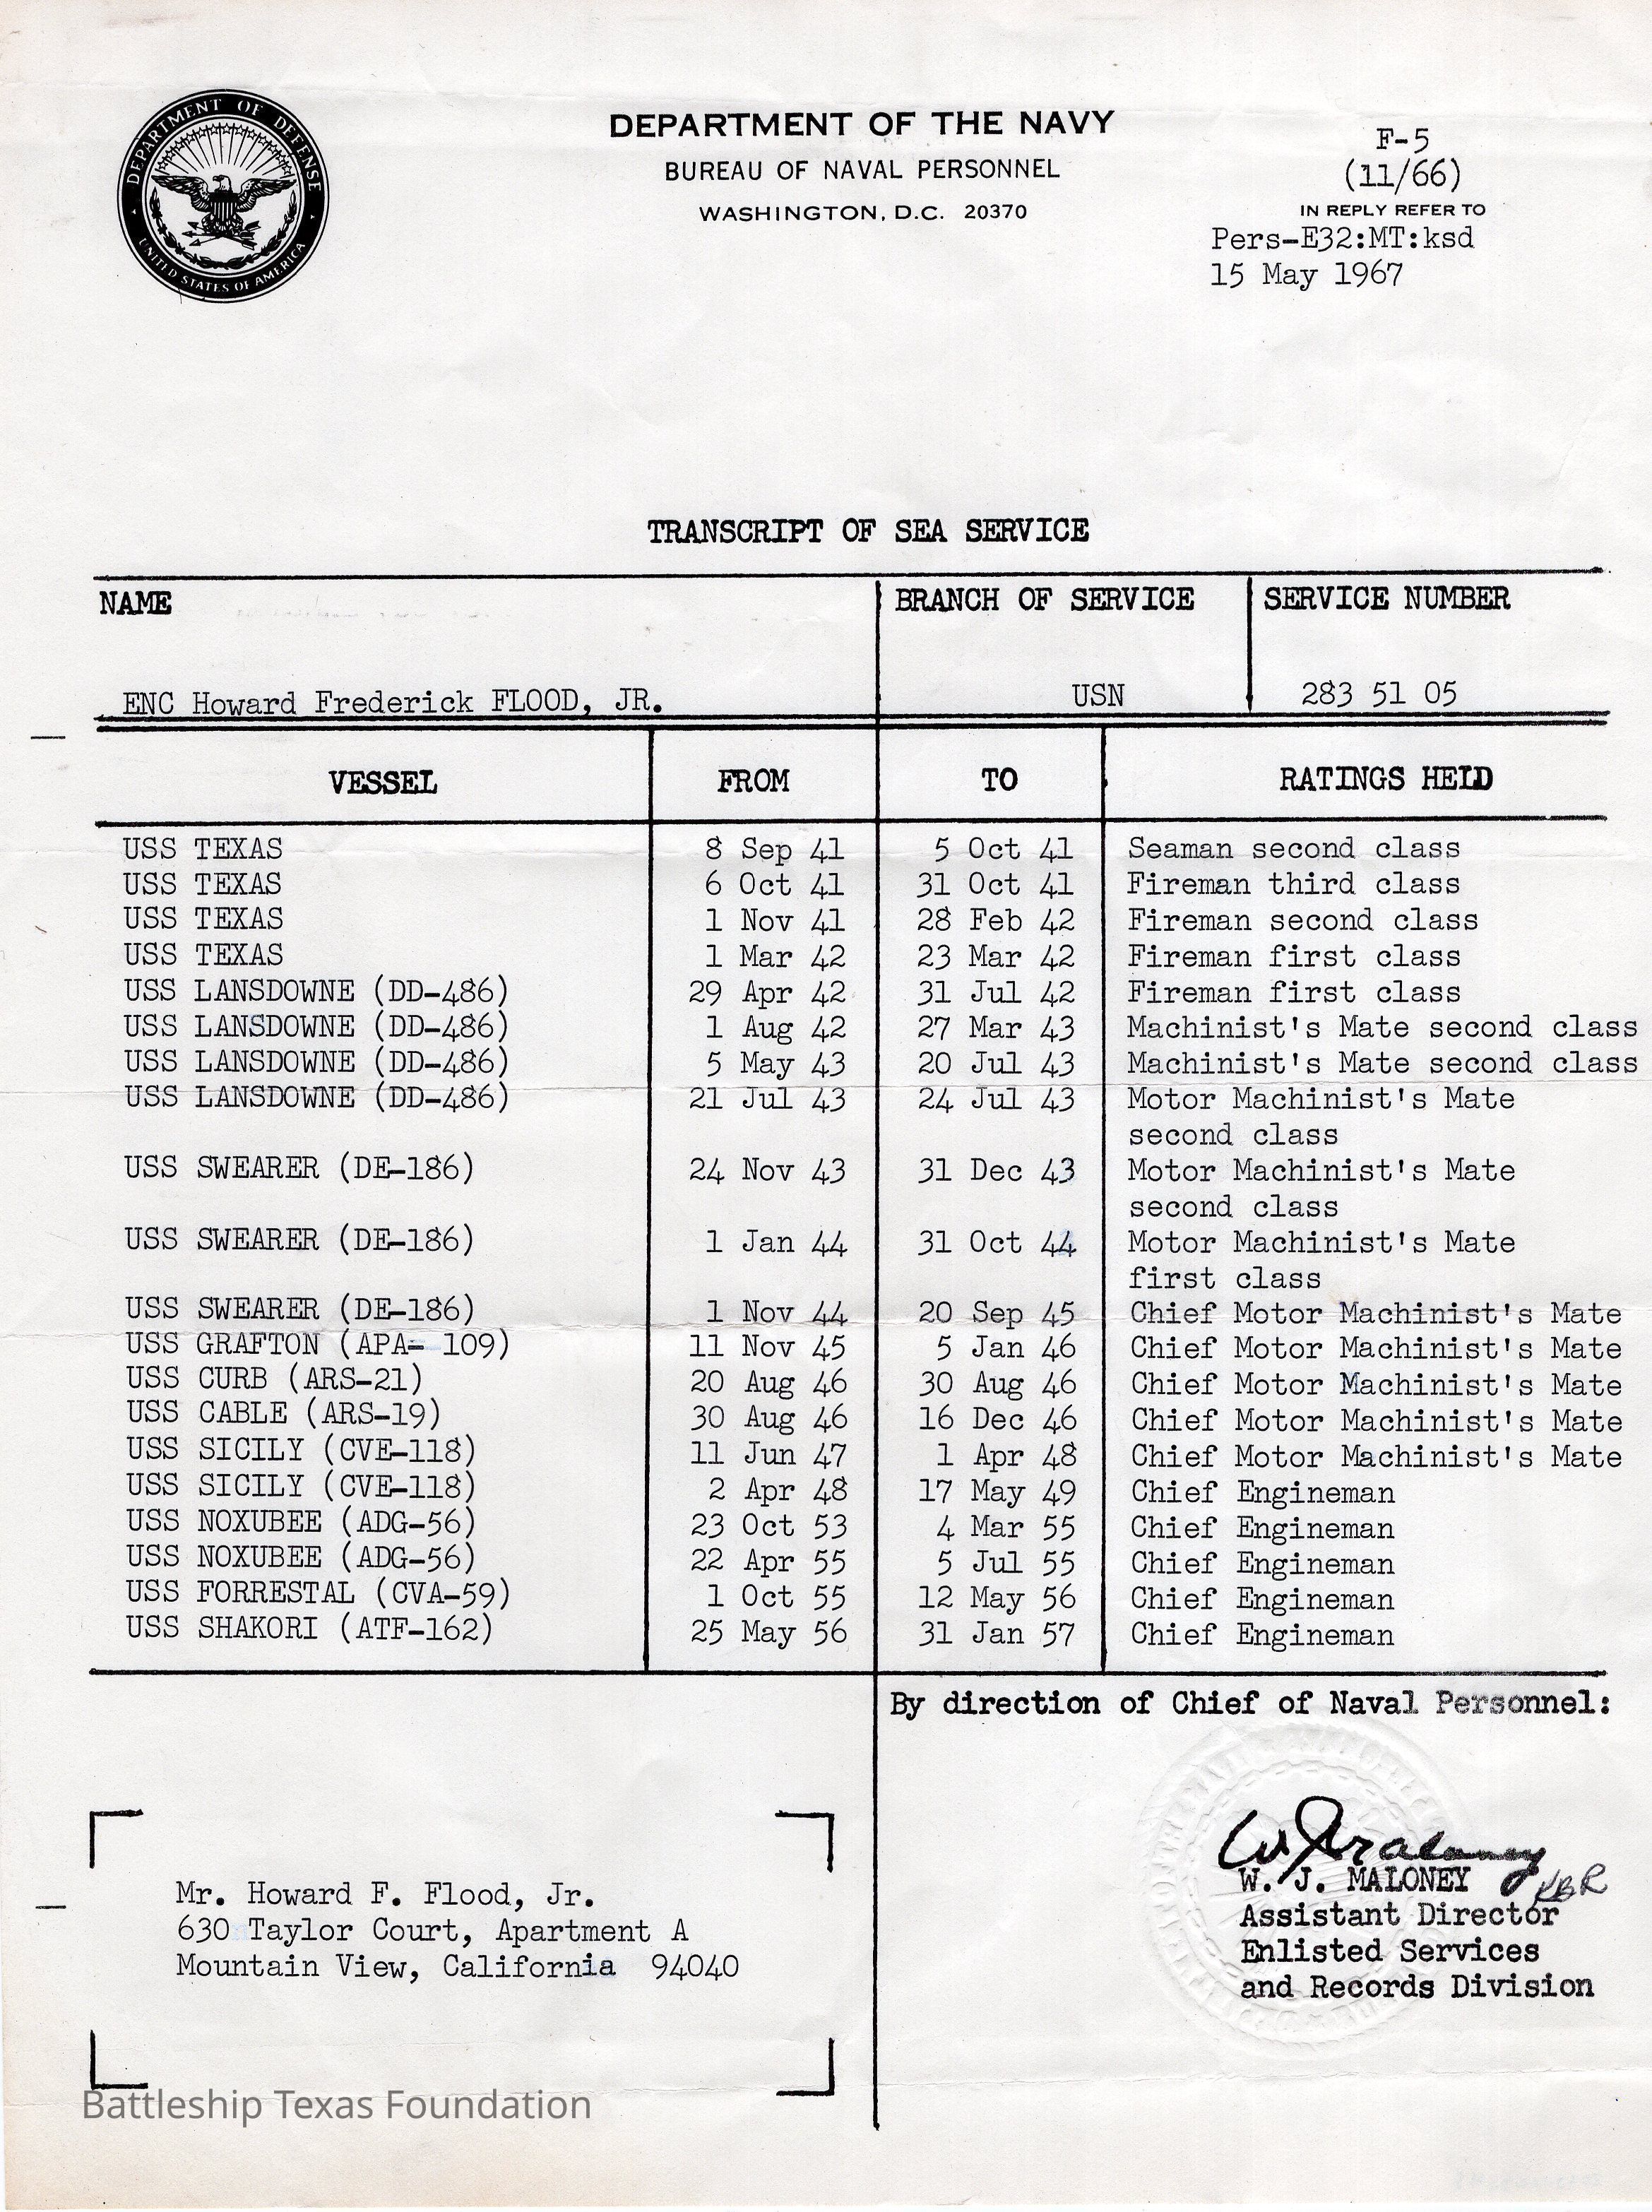 DEPARTMENT OF DEFENSE
UNITED STATES OF AMERICA
DEPARTMENT OF THE NAVY
BUREAU OF NAVAL PERSONNEL
WASHINGTON, D.C. 20370
F-5
(11/66)
IN REPLY REFER TO
Pers-E32:MT:ksd
15 May 1967
TRANSCRIPT OF SEA SERVICE
NAME BRANCH OF SERVICE SERVICE NUMBER
ENC Howard Frederick FLOOD, JR. USN 283 51 05
VESSEL FROM TO RATINGS HELD
USS TEXAS 8 Sep 41 5 Oct 41 Seaman second class
USS TEXAS 6 Oct 41 31 Oct 41 Fireman third class
USS TEXAS 1 Nov 41 28 Feb 42 Fireman second class
USS TEXAS 1 Mar 42 23 Mar 42 Fireman first class
USS LANSDOWNE (DD-486) 29 Apr 42 31 Jul 42 Fireman first class
USS LANSDOWNE (DD-486) 1 Aug 42 27 Mar 43 Machinist's Mate second class
USS LANSDOWNE (DD-486) 5 May 43 20 Jul 43 Machinist's Mate second class
USS LANSDOWNE (DD-486) 21 Jul 43 24 Jul 43 Motor Machinist's Mate
second class
USS SWEARER (DE-186) 24 Nov 43 31 Dec 43 Motor Machinist's Mate
second class
USS SWEARER (DE-186) 1 Jan 44 31 Oct 44 Motor Machinist's Mate
first class
USS SWEARER (DE-186) 1 Nov 44 20 Sep 45 Chief Motor Machinist's Mate
USS GRAFTON (APA- 109) 11 Nov 45 5 Jan 46 Chief Motor Machinist's Mate
USS CURB (ARS-21) 20 Aug 46 30 Aug 46 Chief Motor Machinist's Mate
USS CABLE (ARS-19) 30 Aug 46 16 Dec 46 Chief Motor Machinist's Mate
USS SICILY (CVE-118) 11 Jun 47 1 Apr 48 Chief Motor Machinist's Mate
USS SICILY (CVE-118) 2 Apr 48 17 May 49 Chief Engineman
USS NOXUBEE (ADG-56) 23 Oct 53 4 Mar 55 Chief Engineman
USS NOXUBEE (ADG-56) 22 Apr 55 5 Jul 55 Chief Engineman
USS FORRESTAL (CVA-59) 1 Oct 55 12 May 56 Chief Engineman
USS SHAKORI (ATF-162) 25 May 56 31 Jan 57 Chief Engineman
By direction of Chief of Naval Personnel:
W. J. Maloney
W. J. MALONEY KBR
Assistant Director
Enlisted Services
and Records Division
Mr. Howard F. Flood, Jr.
630 Taylor Court, Apartment A
Mountain View, California 94040
Battleship Texas Foundation